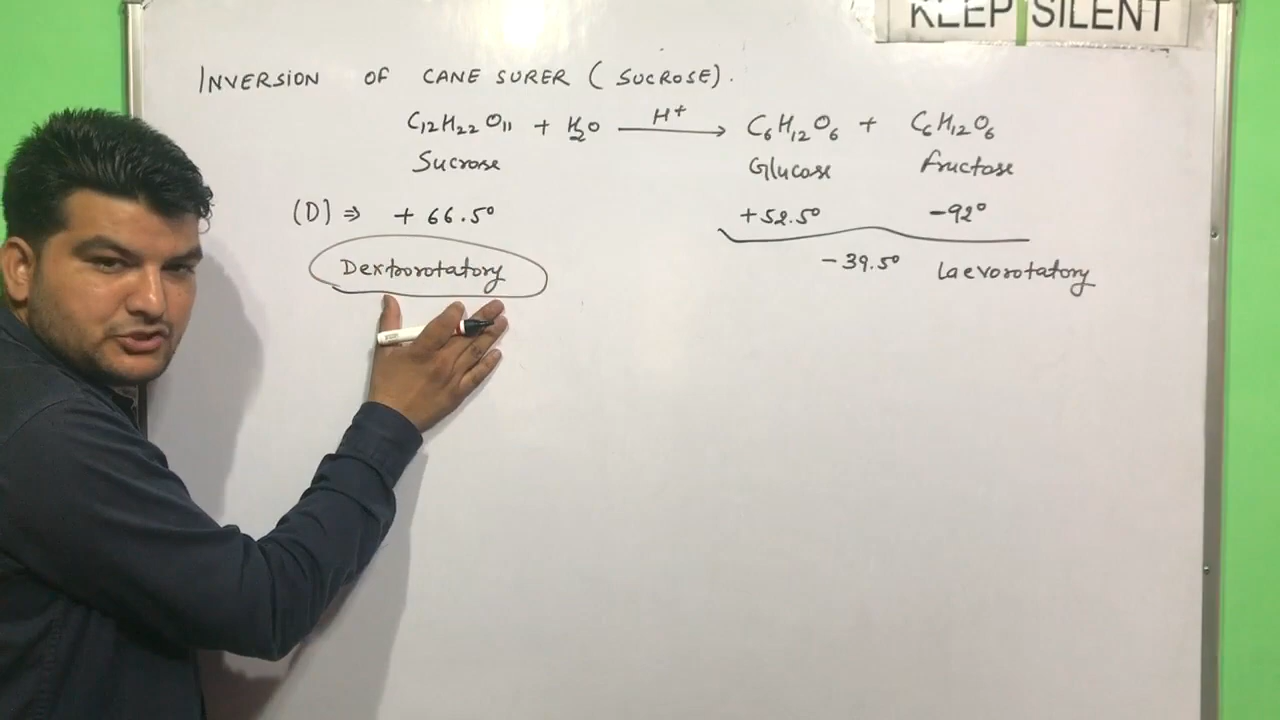 KEEP SILENT
INVERSION OF CANE SURER (SUCROSE).
C12H22O11 + H2O H+ → C6H12O6 + C6H12O6
Sucrose Glucose fructose
(D) ⇒ + 66.5° +52.5° -92°
Dextrorotatory -39.5° Laevorotatory